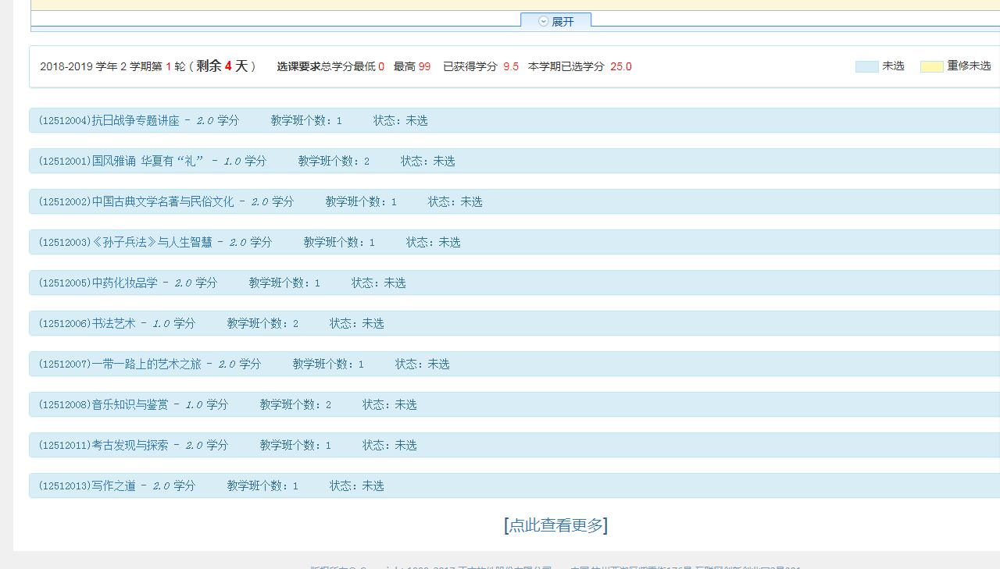 展开
2018-2019 学年 2 学期第 1 轮 ( 剩余 4 天 ) 选课要求总学分最低 0 最高 99 已获得学分 9.5 本学期已选学分 25.0 未选 重修未选
(12512004)抗日战争专题讲座 - 2.0 学分 教学班个数：1 状态：未选
(12512001)国风雅诵 华夏有“礼” - 1.0 学分 教学班个数：2 状态：未选
(12512002)中国古典文学名著与民俗文化 - 2.0 学分 教学班个数：1 状态：未选
(12512003)《孙子兵法》与人生智慧 - 2.0 学分 教学班个数：1 状态：未选
(12512005)中药化妆品学 - 2.0 学分 教学班个数：1 状态：未选
(12512006)书法艺术 - 1.0 学分 教学班个数：2 状态：未选
(12512007)一带一路上的艺术之旅 - 2.0 学分 教学班个数：1 状态：未选
(12512008)音乐知识与鉴赏 - 1.0 学分 教学班个数：2 状态：未选
(12512011)考古发现与探索 - 2.0 学分 教学班个数：1 状态：未选
(12512013)写作之道 - 2.0 学分 教学班个数：1 状态：未选
[点此查看更多]